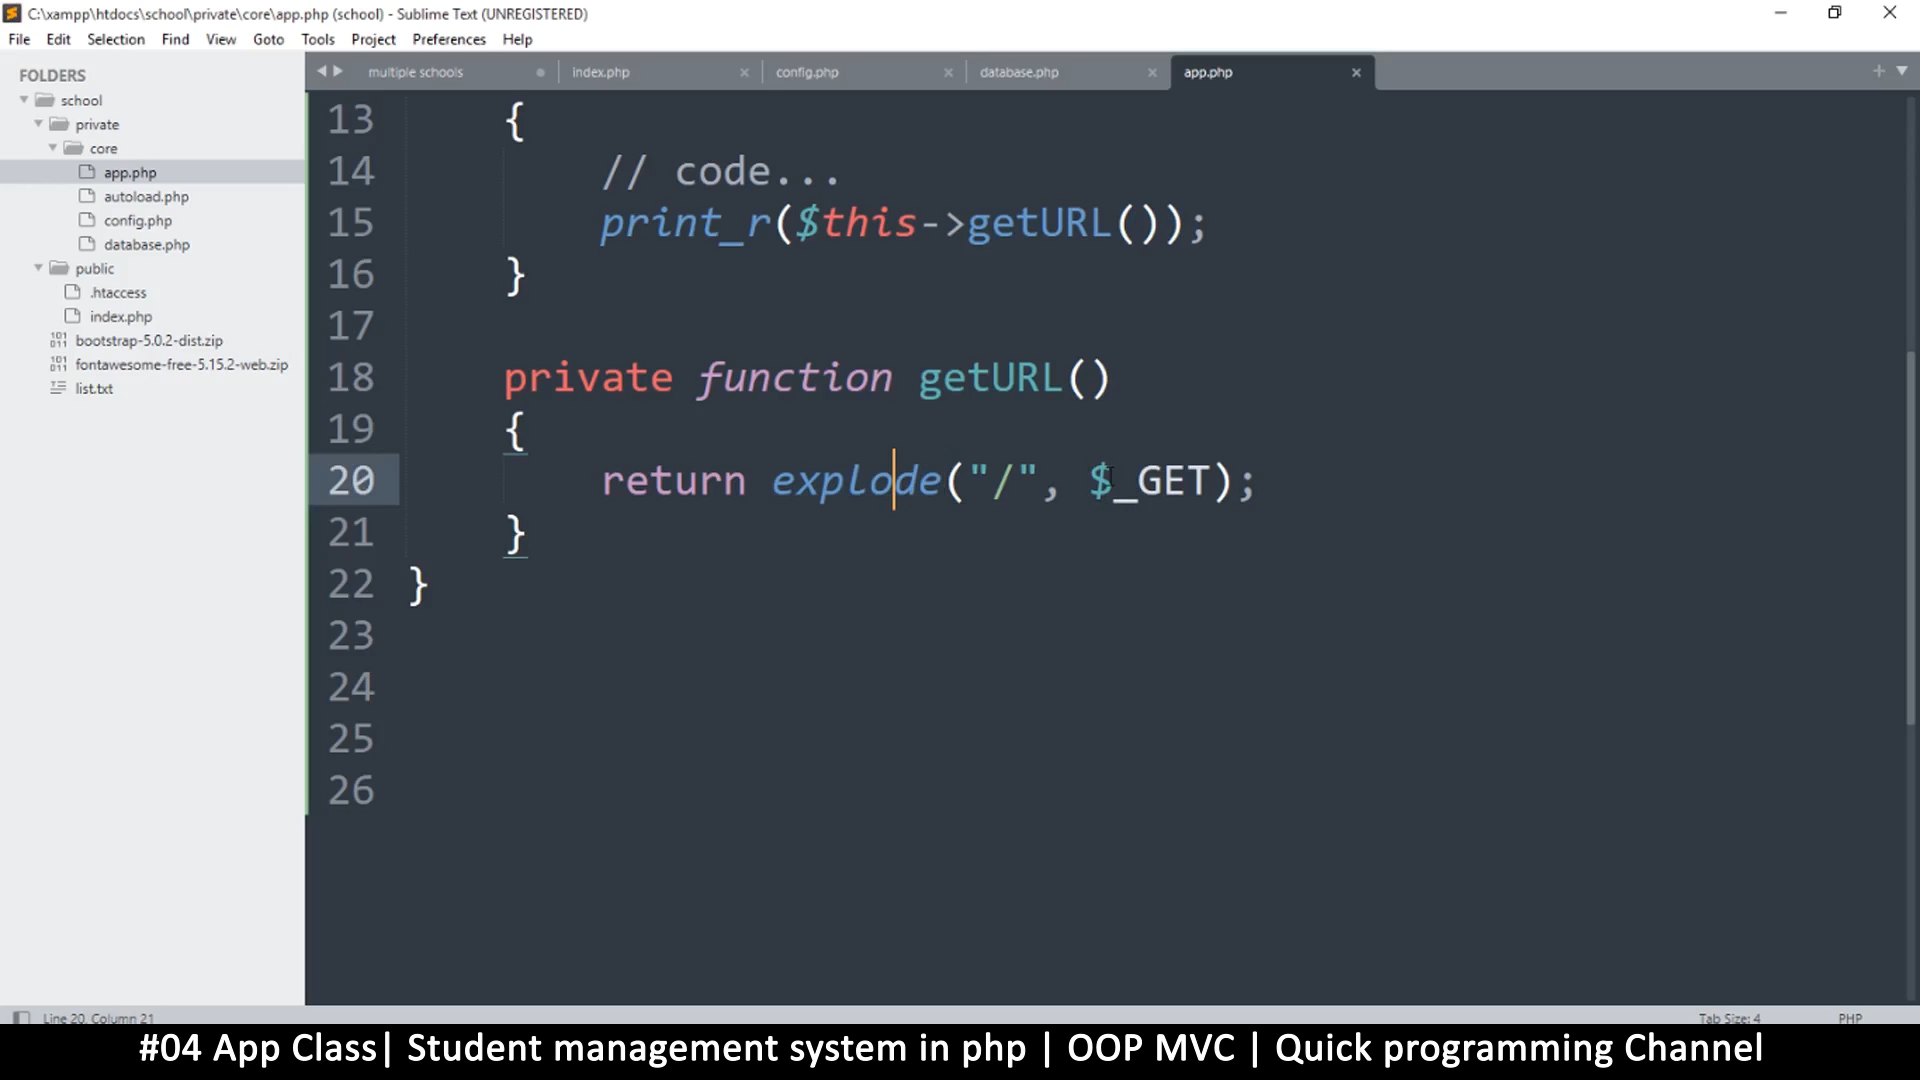 C:\xampp\htdocs\school\private\core\app.php (school) - Sublime Text (UNREGISTERED)
File Edit Selection Find View Goto Tools Project Preferences Help
FOLDERS
school
private
core
app.php
autoload.php
config.php
database.php
public
.htaccess
index.php
bootstrap-5.0.2-dist.zip
fontawesome-free-5.15.2-web.zip
list.txt
multiple schools index.php config.php database.php app.php
13 {
14 // code...
15 print_r($this->getURL());
16 }
17
18 private function getURL()
19 {
20 return explode("/", $_GET);
21 }
22 }
23
24
25
26
Line 20, Column 21 Tab Size: 4 PHP
#04 App Class| Student management system in php | OOP MVC | Quick programming Channel